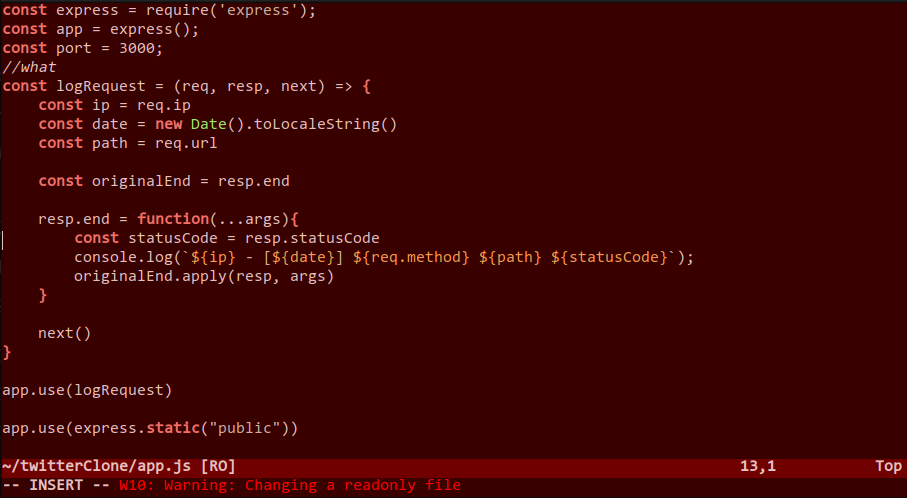 const express = require('express');
const app = express();
const port = 3000;
//what
const logRequest = (req, resp, next) => {
    const ip = req.ip
    const date = new Date().toLocaleString()
    const path = req.url
    const originalEnd = resp.end
    resp.end = function(...args){
        const statusCode = resp.statusCode
        console.log(`${ip} - [${date}] ${req.method} ${path} ${statusCode}`);
        originalEnd.apply(resp, args)
    }
    next()
}
app.use(logRequest)
app.use(express.static("public"))
~/twitterClone/app.js [RO] 13,1 Top
-- INSERT -- W10: Warning: Changing a readonly file